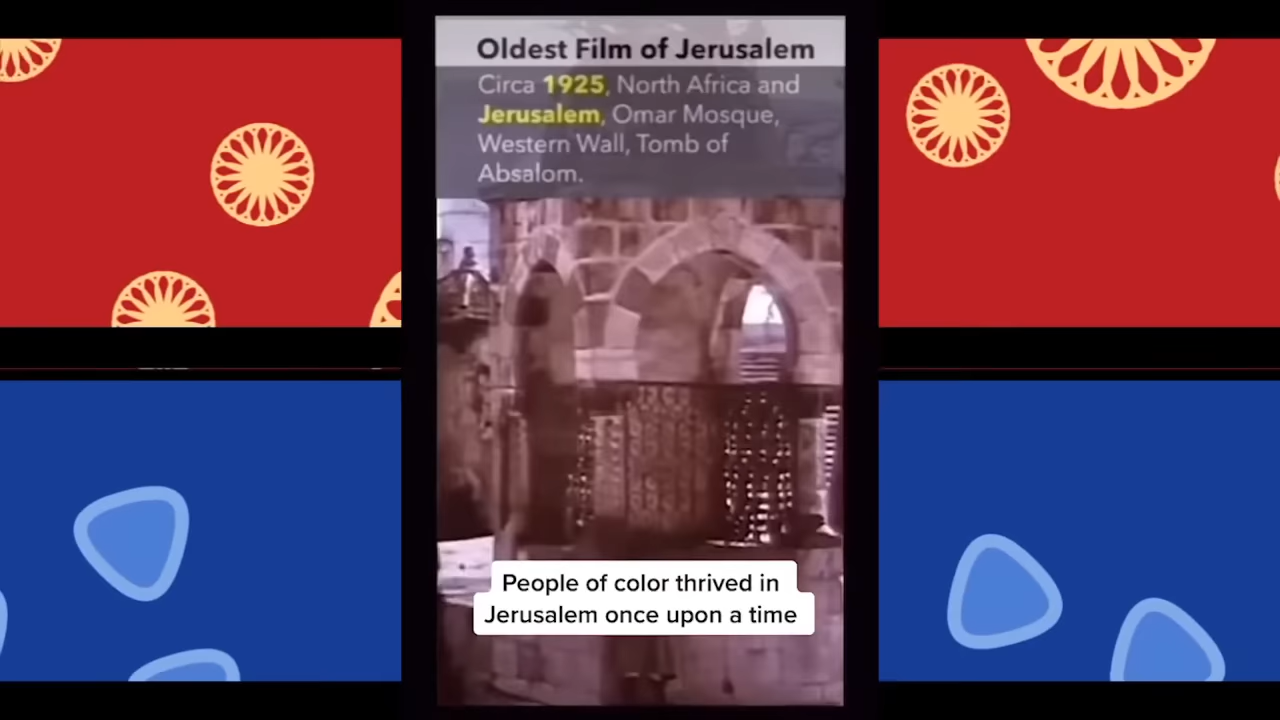 Oldest Film of Jerusalem
Circa 1925, North Africa and
Jerusalem, Omar Mosque,
Western Wall, Tomb of
Absalom.
People of color thrived in
Jerusalem once upon a time